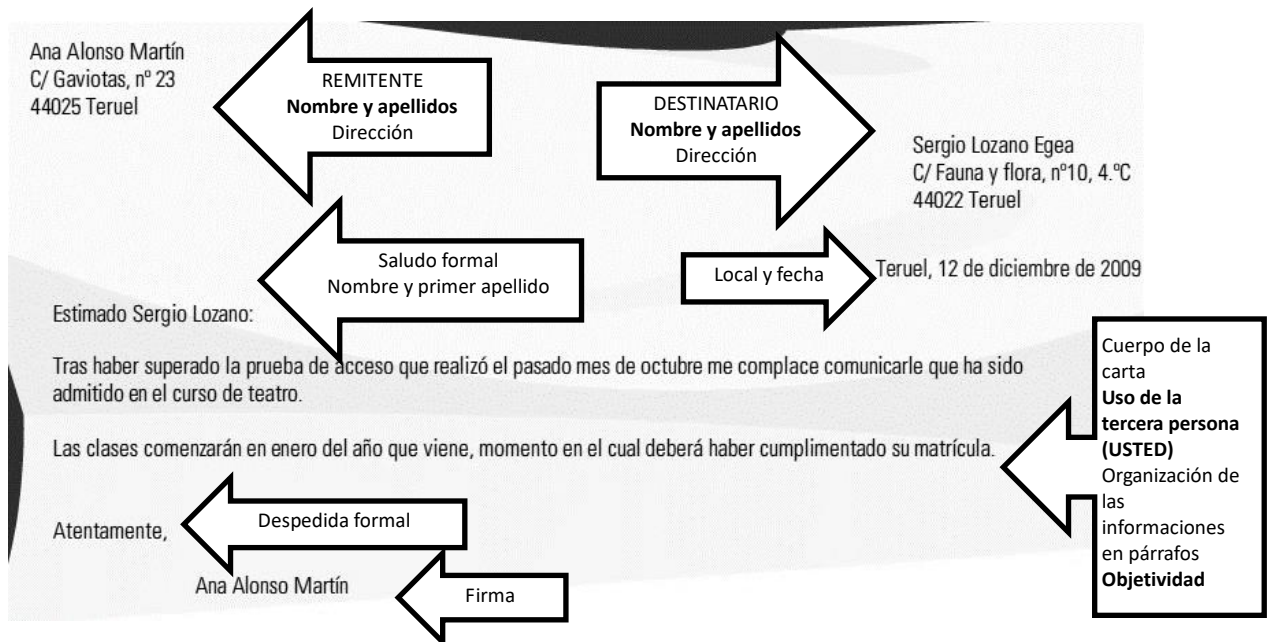 Ana Alonso Martín
C/ Gaviotas, nº 23
44025 Teruel
REMITENTE
Nombre y apellidos
Dirección
DESTINATARIO
Nombre y apellidos
Dirección
Sergio Lozano Egea
C/ Fauna y flora, nº10, 4.ºC
44022 Teruel
Saludo formal
Nombre y primer apellido
Local y fecha
Teruel, 12 de diciembre de 2009
Estimado Sergio Lozano:
Tras haber superado la prueba de acceso que realizó el pasado mes de octubre me complace comunicarle que ha sido
admitido en el curso de teatro.
Las clases comenzarán en enero del año que viene, momento en el cual deberá haber cumplimentado su matrícula.
Cuerpo de la
carta
Uso de la
tercera persona
(USTED)
Organización de
las
informaciones
en párrafos
Objetividad
Atentamente,
Despedida formal
Ana Alonso Martín
Firma